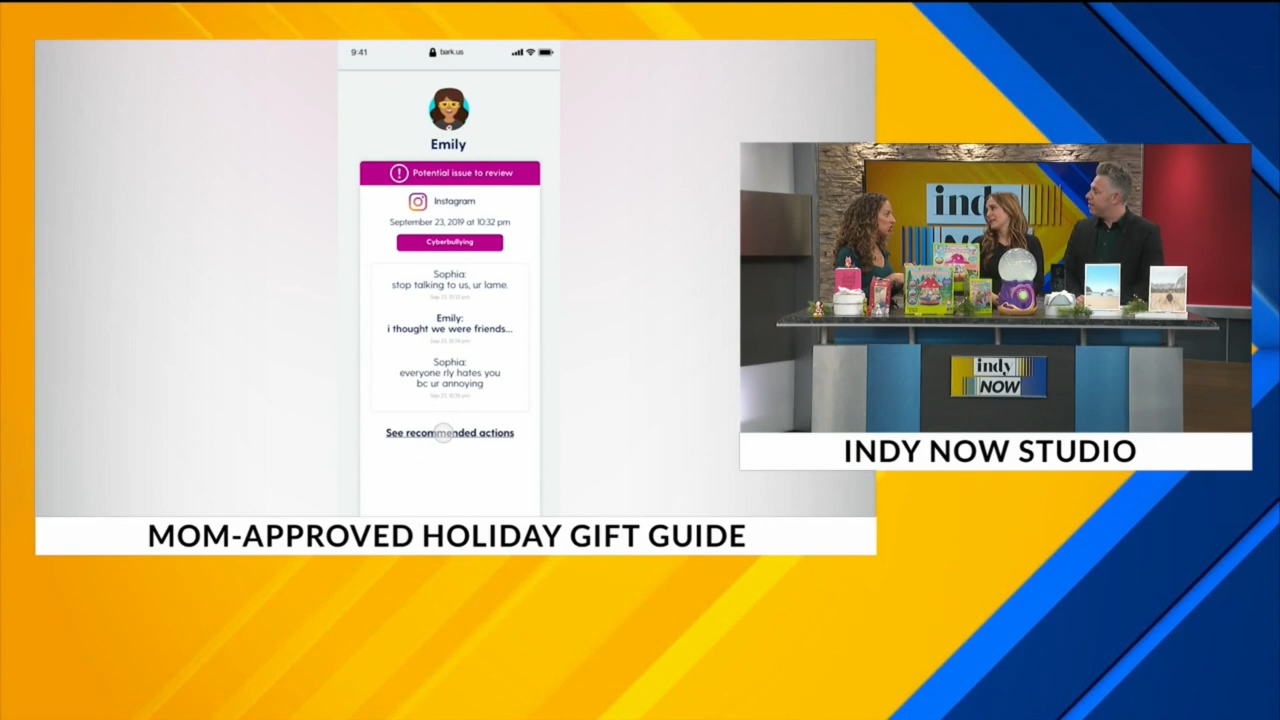 9:41
bark.us
Emily
Potential issue to review
Instagram
September 23, 2019 at 10:32 pm
Cyberbullying
Sophia:
stop talking to us, ur lame.
Emily:
i thought we were friends...
Sophia:
everyone rly hates you
bc ur annoying
See recommended actions
MOM-APPROVED HOLIDAY GIFT GUIDE
indy
NOW
INDY NOW STUDIO